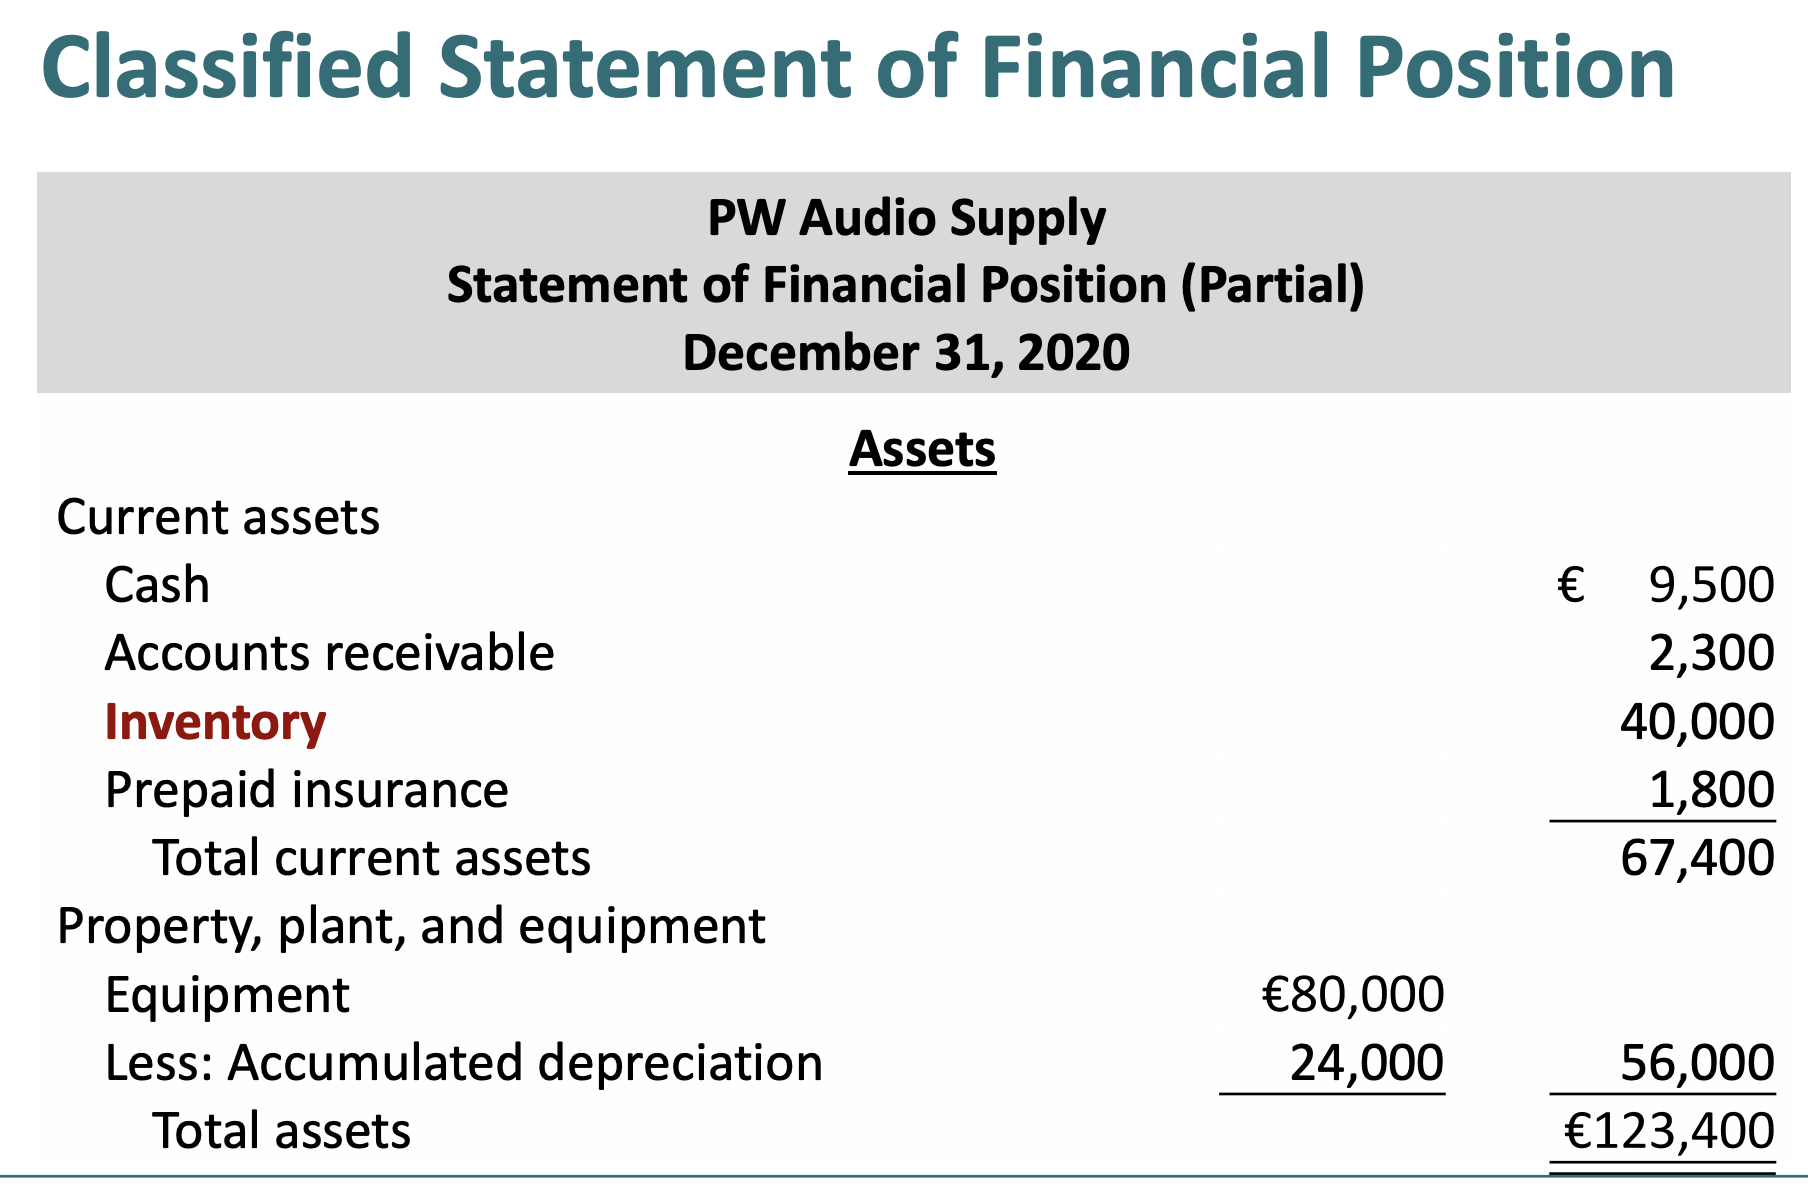 Classified Statement of Financial Position
PW Audio Supply
Statement of Financial Position (Partial)
December 31, 2020
Assets
Current assets
Cash € 9,500
Accounts receivable 2,300
Inventory 40,000
Prepaid insurance 1,800
Total current assets 67,400
Property, plant, and equipment
Equipment €80,000
Less: Accumulated depreciation 24,000 56,000
Total assets €123,400